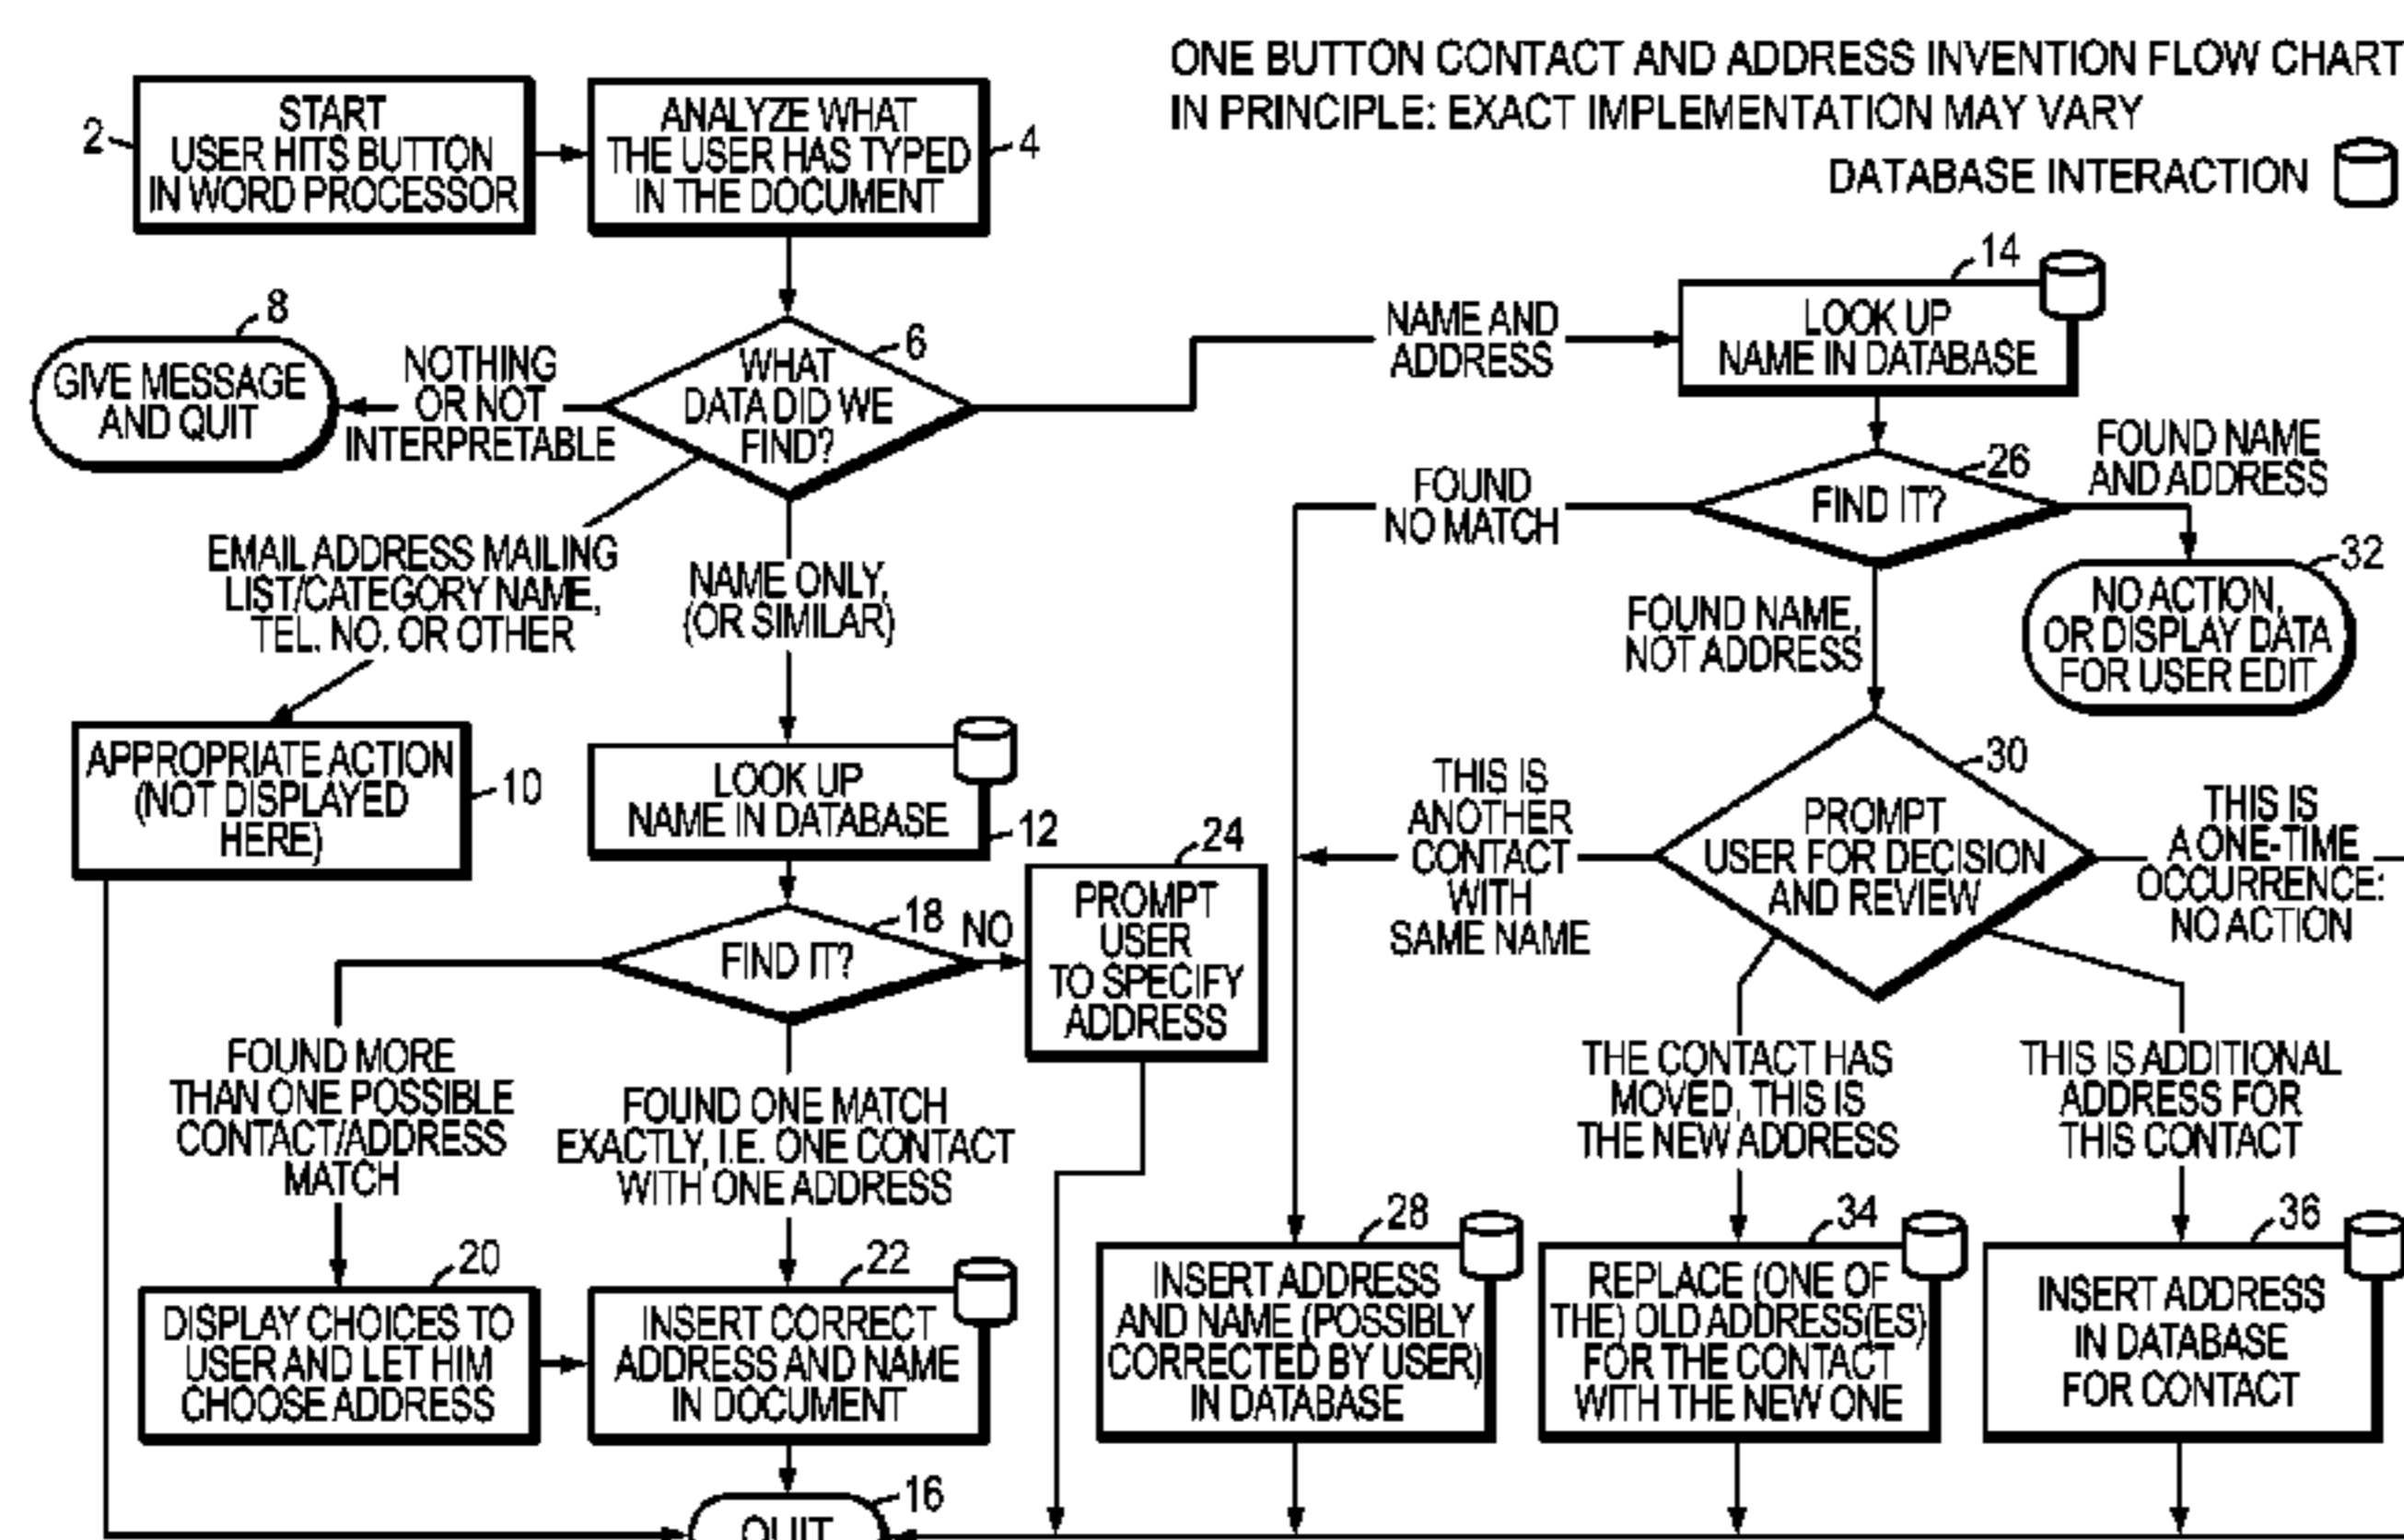 ONE BUTTON CONTACT AND ADDRESS INVENTION FLOW CHART
IN PRINCIPLE: EXACT IMPLEMENTATION MAY VARY
DATABASE INTERACTION
2
START
USER HITS BUTTON
IN WORD PROCESSOR
ANALYZE WHAT
THE USER HAS TYPED
IN THE DOCUMENT
4
8
GIVE MESSAGE
AND QUIT
NOTHING
OR NOT
INTERPRETABLE
6
WHAT
DATA DID WE
FIND?
NAME AND
ADDRESS
14
LOOK UP
NAME IN DATABASE
EMAIL ADDRESS MAILING
LIST/CATEGORY NAME,
TEL. NO. OR OTHER
NAME ONLY,
(OR SIMILAR)
FOUND
NO MATCH
26
FIND IT?
FOUND NAME
AND ADDRESS
32
NO ACTION,
OR DISPLAY DATA
FOR USER EDIT
FOUND NAME,
NOT ADDRESS
APPROPRIATE ACTION
(NOT DISPLAYED
HERE)
10
LOOK UP
NAME IN DATABASE
12
24
PROMPT
USER
TO SPECIFY
ADDRESS
18
FIND IT?
NO
THIS IS
ANOTHER
CONTACT
WITH
SAME NAME
30
PROMPT
USER FOR DECISION
AND REVIEW
THIS IS
A ONE-TIME
OCCURRENCE:
NO ACTION
FOUND MORE
THAN ONE POSSIBLE
CONTACT/ADDRESS
MATCH
FOUND ONE MATCH
EXACTLY, I.E. ONE CONTACT
WITH ONE ADDRESS
THE CONTACT HAS
MOVED, THIS IS
THE NEW ADDRESS
THIS IS ADDITIONAL
ADDRESS FOR
THIS CONTACT
20
DISPLAY CHOICES TO
USER AND LET HIM
CHOOSE ADDRESS
22
INSERT CORRECT
ADDRESS AND NAME
IN DOCUMENT
28
INSERT ADDRESS
AND NAME (POSSIBLY
CORRECTED BY USER)
IN DATABASE
34
REPLACE (ONE OF
THE) OLD ADDRESS(ES)
FOR THE CONTACT
WITH THE NEW ONE
36
INSERT ADDRESS
IN DATABASE
FOR CONTACT
16
QUIT